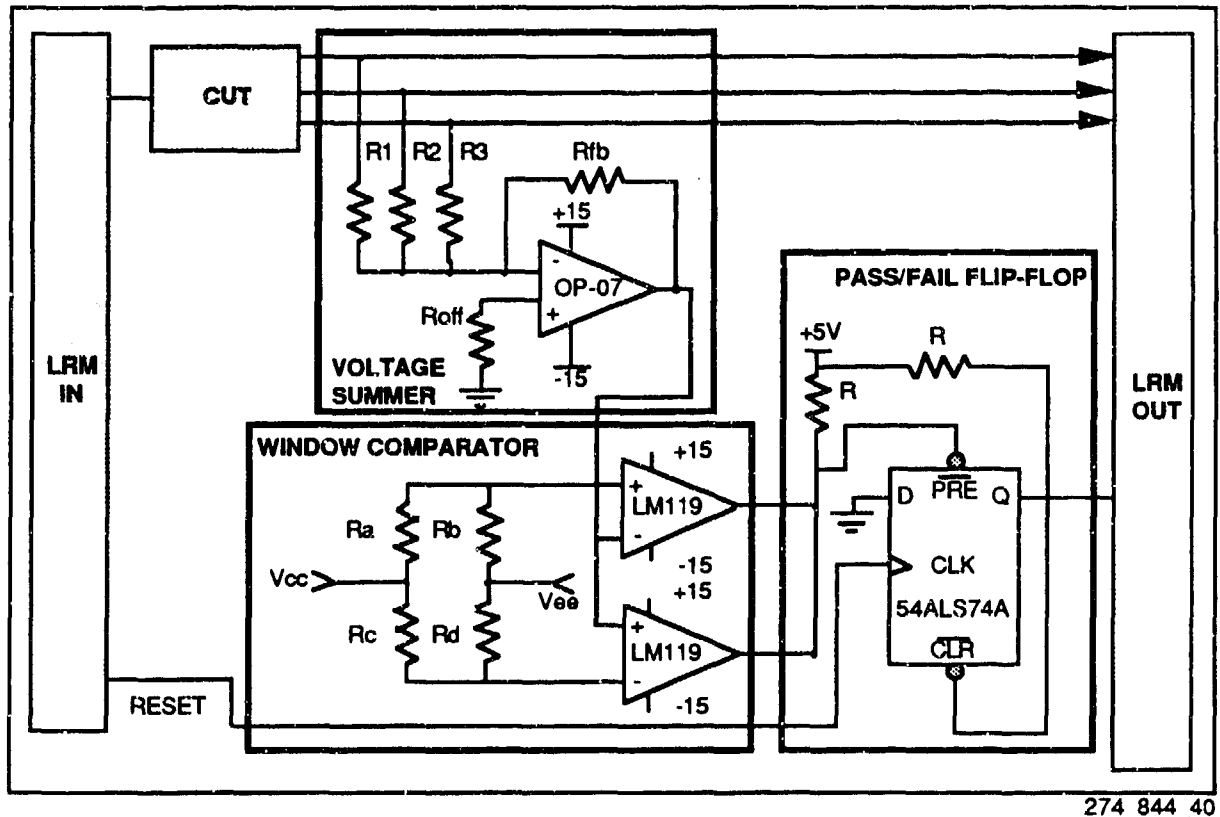 CUT
R1 R2 R3
Rfb
+15
-
OP-07
+
Roff
-15
VOLTAGE
SUMMER
LRM
IN
PASS/FAIL FLIP-FLOP
+5V
R
R
LRM
OUT
WINDOW COMPARATOR
+15
+
LM119
-
-15
Ra Rb
Vcc
Vee
Rc Rd
+15
+
LM119
-
-15
D PRE Q
CLK
54ALS74A
CLR
RESET
274 844 40